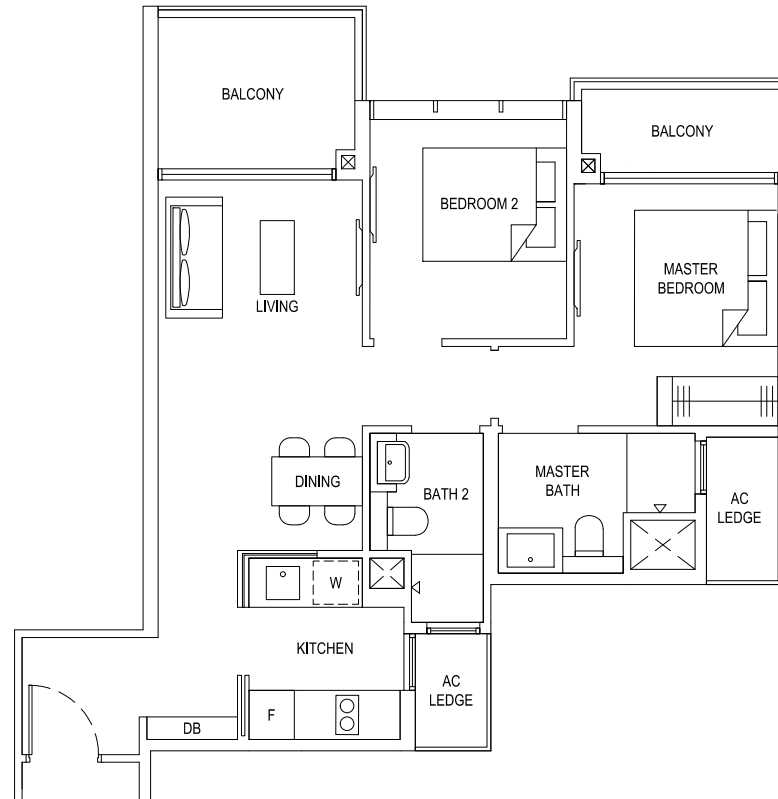 BALCONY
BALCONY
BEDROOM 2
MASTER
BEDROOM
LIVING
DINING
BATH 2
MASTER
BATH
AC
LEDGE
W
KITCHEN
AC
LEDGE
F
DB